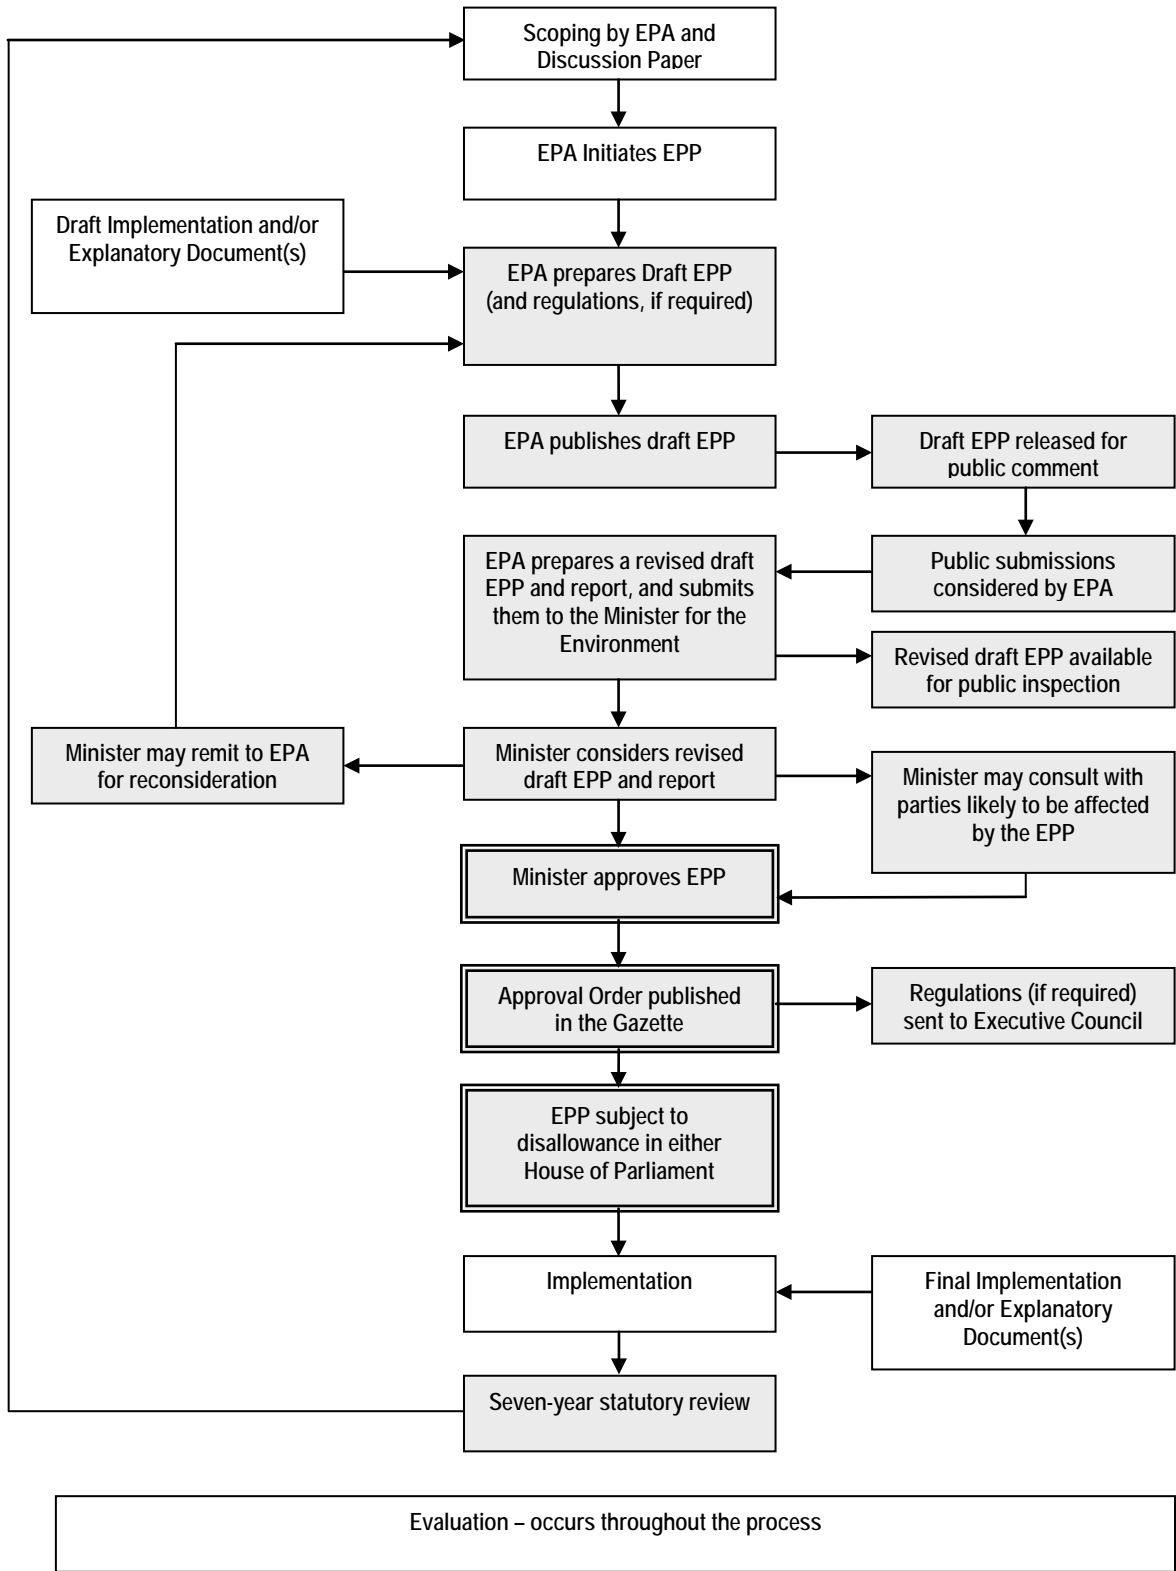 Scoping by EPA and
Discussion Paper
EPA Initiates EPP
Draft Implementation and/or
Explanatory Document(s)
EPA prepares Draft EPP
(and regulations, if required)
EPA publishes draft EPP
Draft EPP released for
public comment
EPA prepares a revised draft
EPP and report, and submits
them to the Minister for the
Environment
Public submissions
considered by EPA
Revised draft EPP available
for public inspection
Minister may remit to EPA
for reconsideration
Minister considers revised
draft EPP and report
Minister may consult with
parties likely to be affected
by the EPP
Minister approves EPP
Approval Order published
in the Gazette
Regulations (if required)
sent to Executive Council
EPP subject to
disallowance in either
House of Parliament
Implementation
Final Implementation
and/or Explanatory
Document(s)
Seven-year statutory review
Evaluation – occurs throughout the process